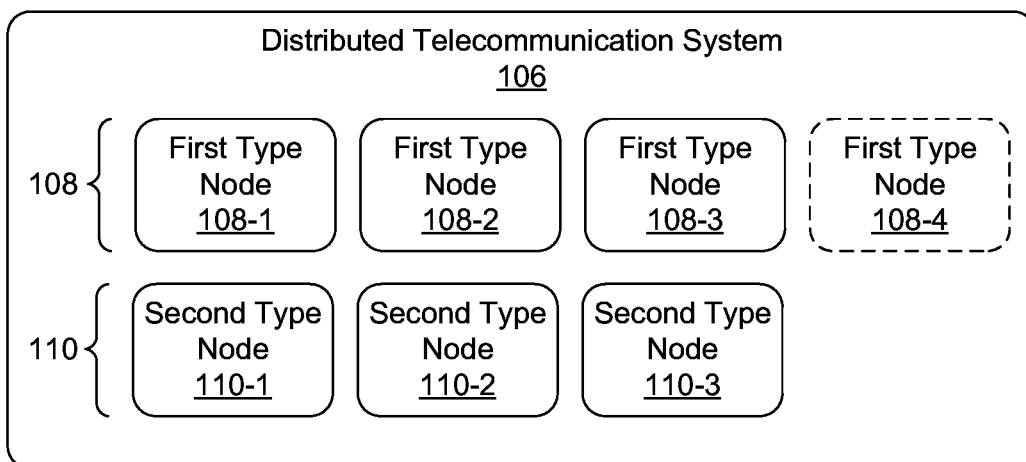 Distributed Telecommunication System
106
108
First Type
Node
108-1
First Type
Node
108-2
First Type
Node
108-3
First Type
Node
108-4
110
Second Type
Node
110-1
Second Type
Node
110-2
Second Type
Node
110-3